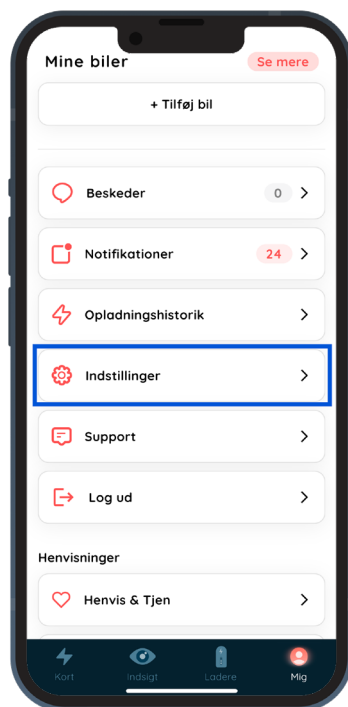 Mine biler
Se mere
+ Tilføj bil
Beskeder
0
Notifikationer
24
Opladningshistorik
Indstillinger
Support
Log ud
Henvisninger
Henvis & Tjen
Kort
Indsigt
Ladere
Mig